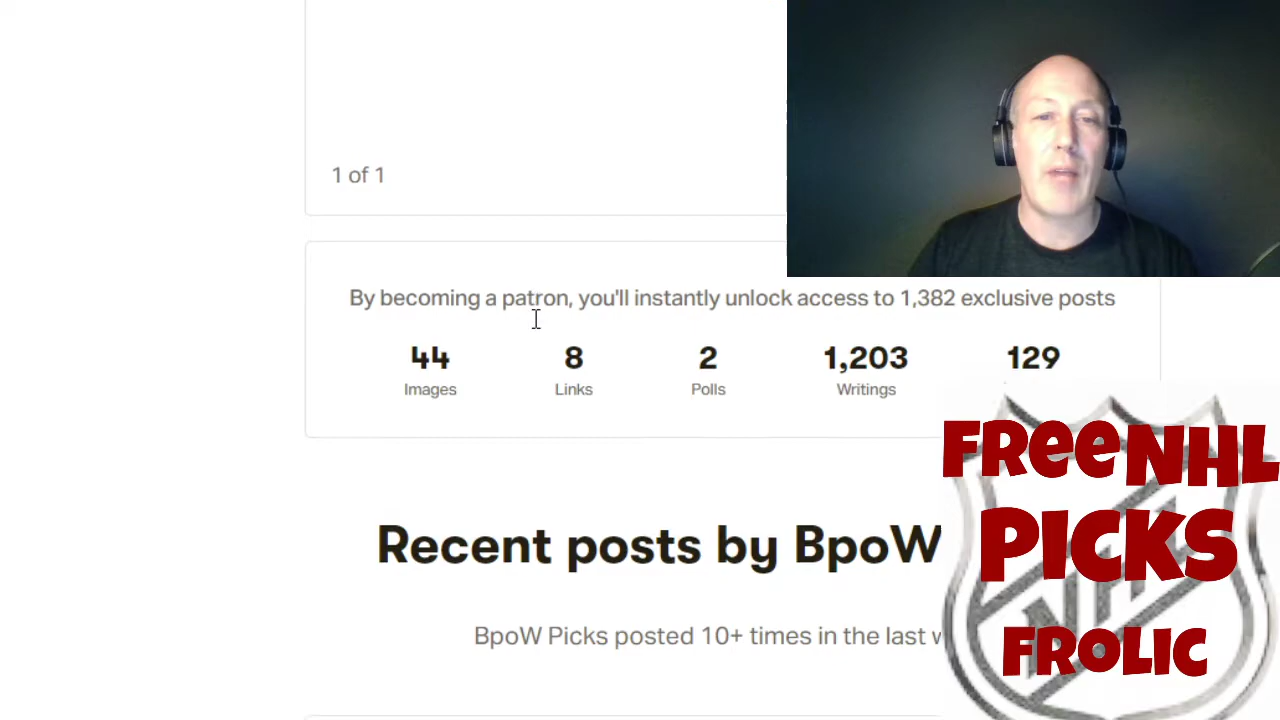 1 of 1
By becoming a patron, you'll instantly unlock access to 1,382 exclusive posts
44 8 2 1,203 129
Images Links Polls Writings
Recent posts by BpoW
BpoW Picks posted 10+ times in the last
FReeNHL
PICKS
NHL
FROLIC